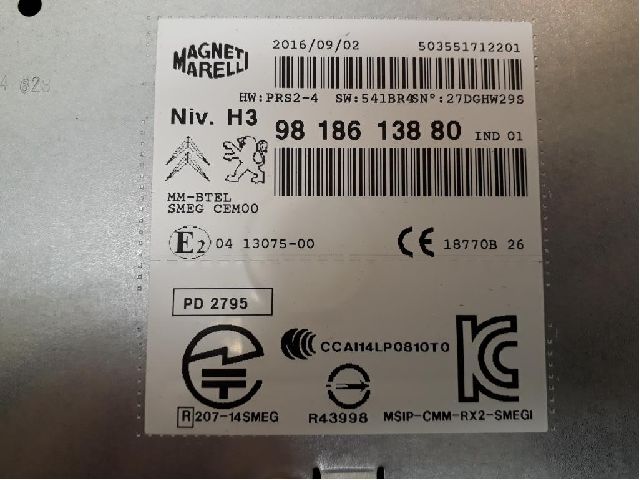 MAGNETI
MARELLI
2016/09/02 503551712201
HW:PRS2-4 SW:541BR4SN°:27DGHW29S
Niv. H3 98 186 138 80 IND 01
MM-BTEL
SMEG CEM00
E2 04 13075-00 CE 18770B 26
PD 2795
CCAI14LP0810T0
R 207-14SMEG R43998 MSIP-CMM-RX2-SMEGI